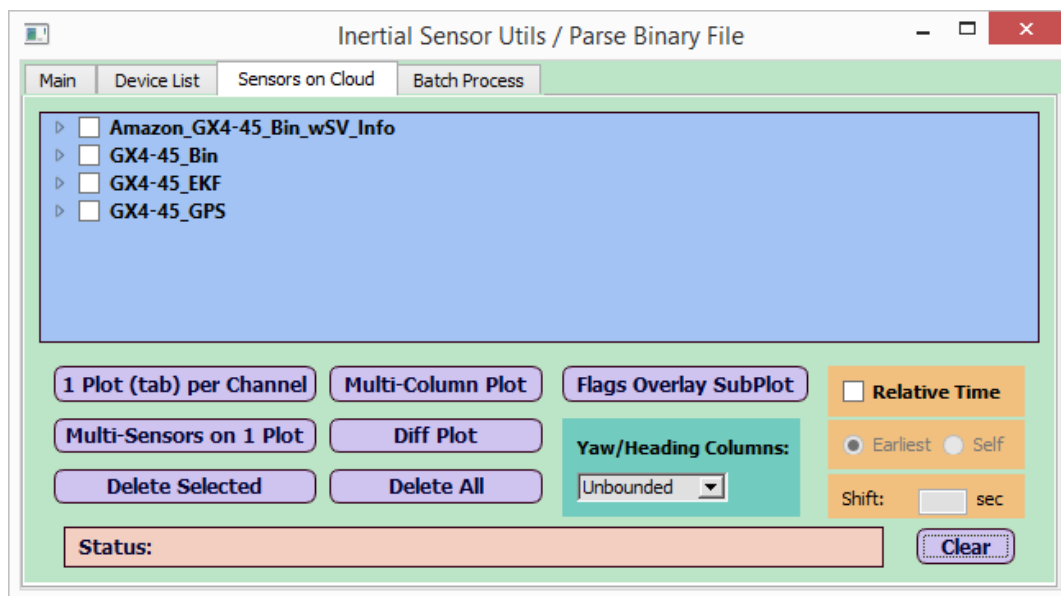 Inertial Sensor Utils / Parse Binary File
Main Device List Sensors on Cloud Batch Process
Amazon_GX4-45_Bin_wSV_Info
GX4-45_Bin
GX4-45_EKF
GX4-45_GPS
1 Plot (tab) per Channel Multi-Column Plot Flags Overlay SubPlot Relative Time
Multi-Sensors on 1 Plot Diff Plot Yaw/Heading Columns: Earliest Self
Delete Selected Delete All Unbounded Shift: sec
Status: Clear